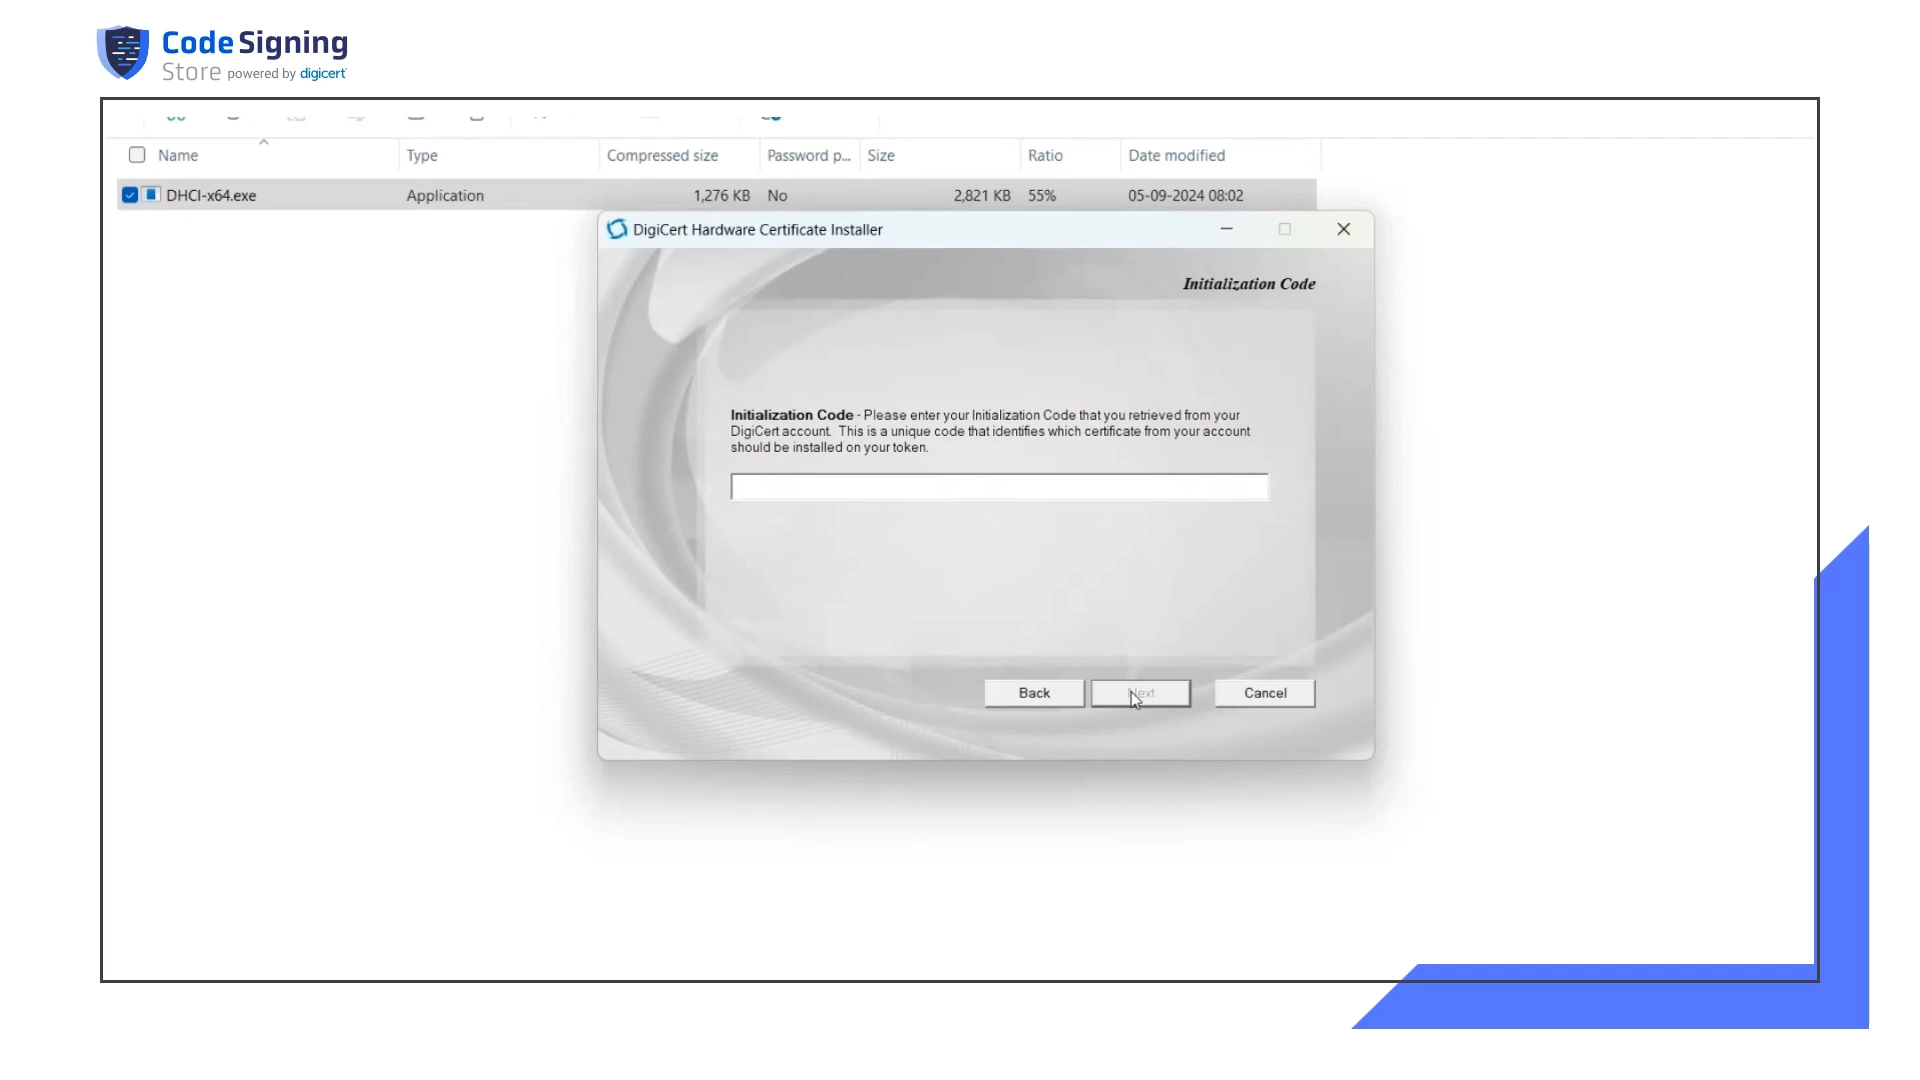 Code Signing
Store powered by digicert
Name Type Compressed size Password p... Size Ratio Date modified
DHCI-x64.exe Application 1,276 KB No 2,821 KB 55% 05-09-2024 08:02
DigiCert Hardware Certificate Installer
Initialization Code
Initialization Code - Please enter your Initialization Code that you retrieved from your
DigiCert account. This is a unique code that identifies which certificate from your account
should be installed on your token.
Back Next Cancel